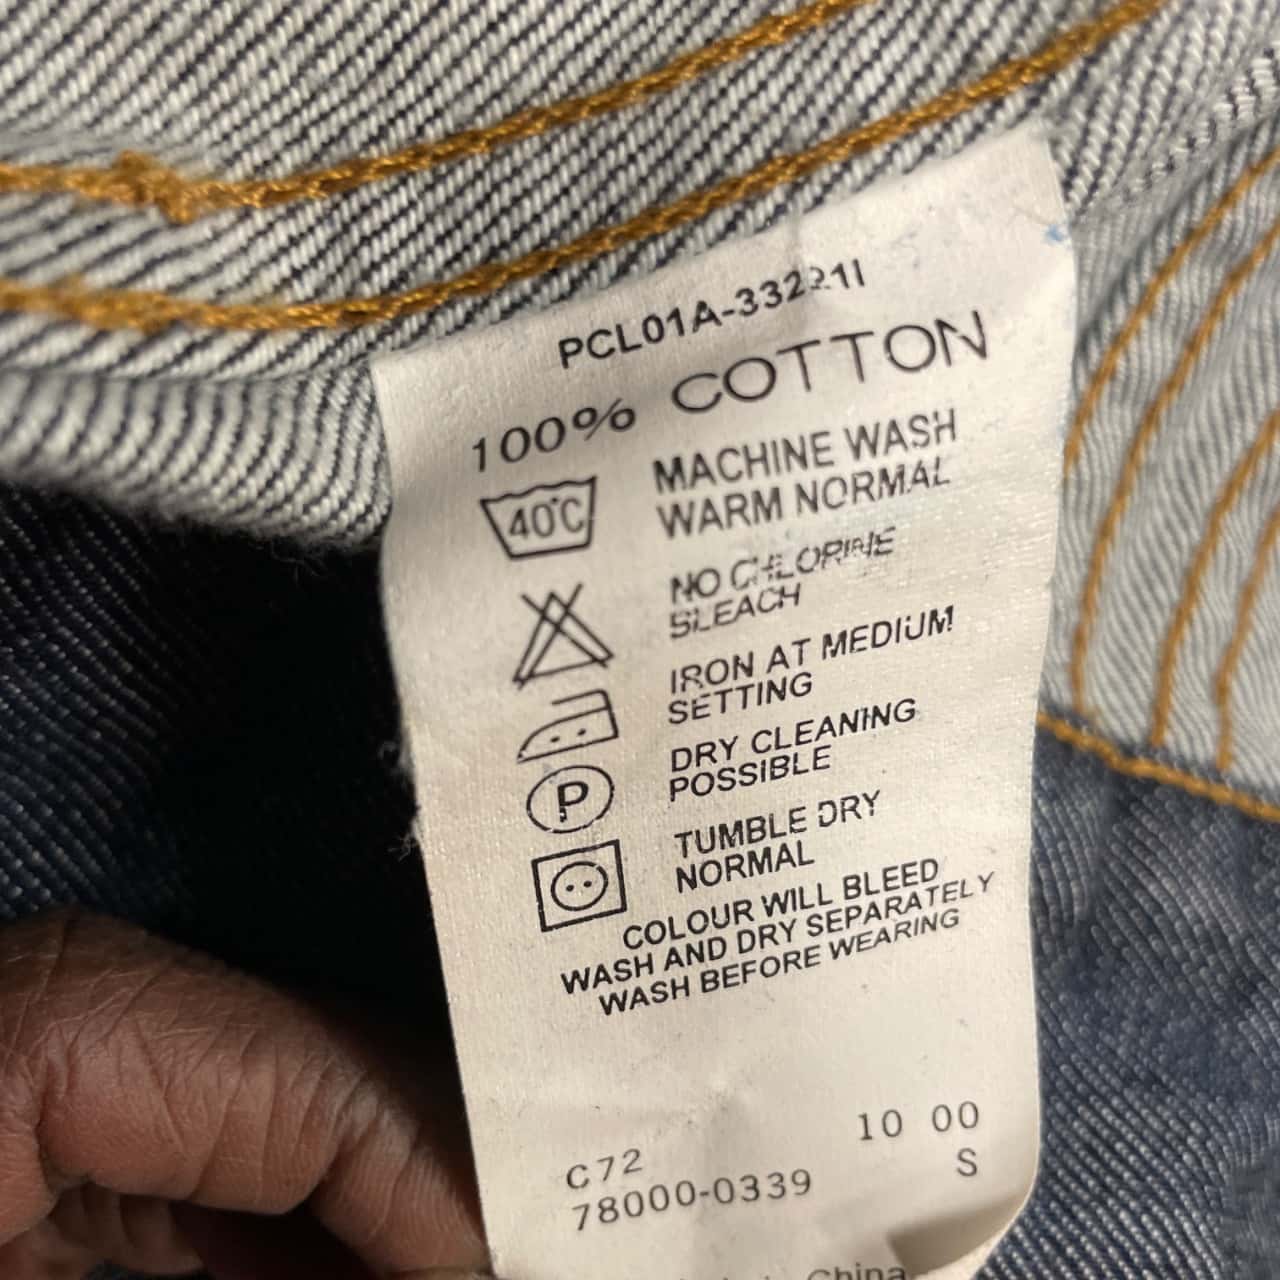 PCL01A-33221I
100% COTTON
40°C
MACHINE WASH
WARM NORMAL
NO CHLORINE
BLEACH
IRON AT MEDIUM
SETTING
P
DRY CLEANING
POSSIBLE
TUMBLE DRY
NORMAL
COLOUR WILL BLEED
WASH AND DRY SEPARATELY
WASH BEFORE WEARING
10 00
C72
S
78000-0339
China